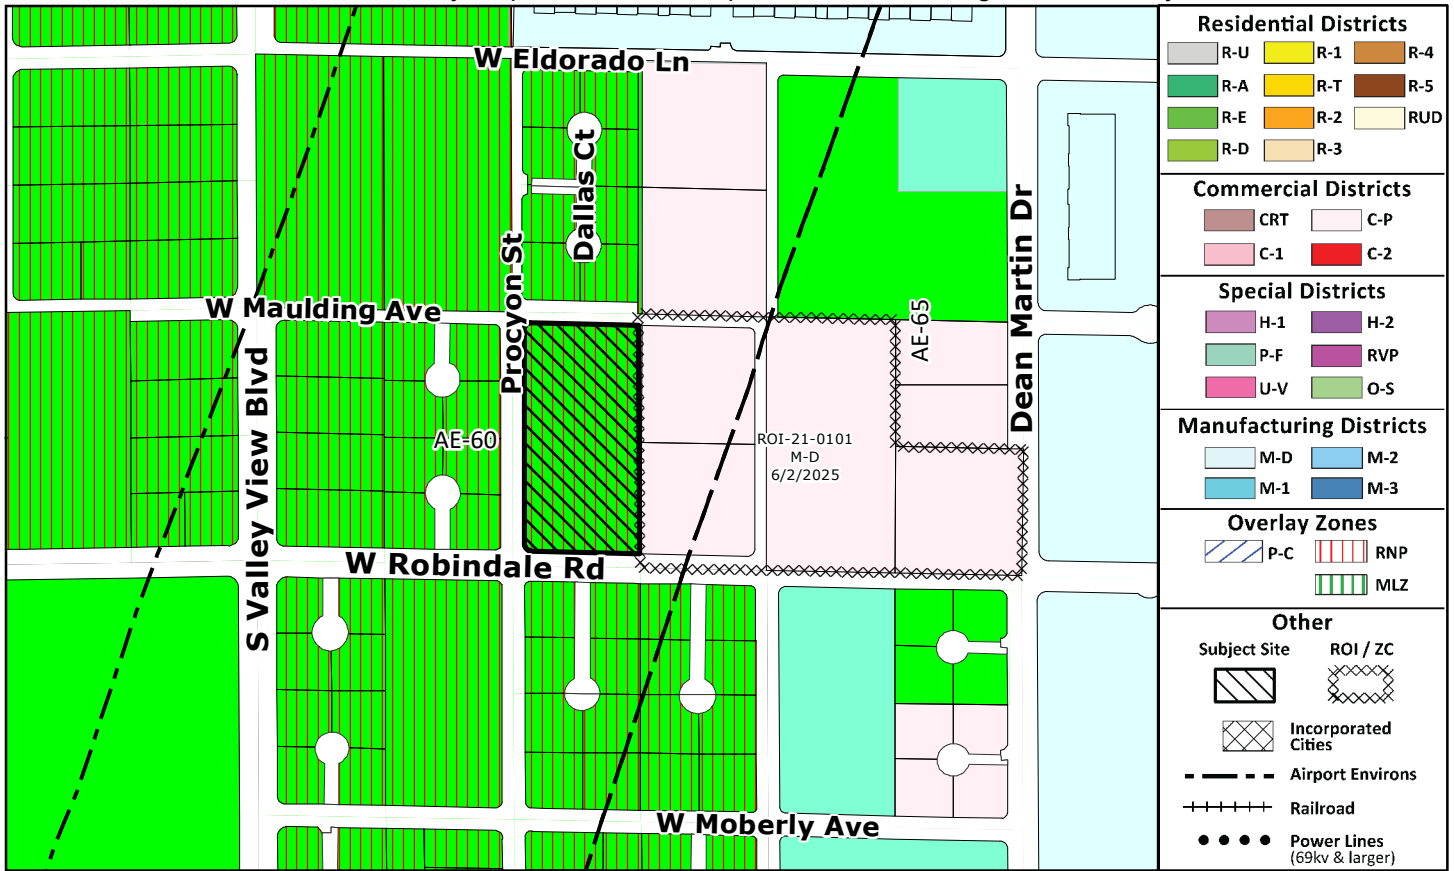 W Eldorado Ln
Dallas Ct
Procyon St
Dean Martin Dr
W Maulding Ave
AE-65
S Valley View Blvd
AE-60
ROI-21-0101
M-D
6/2/2025
W Robindale Rd
W Moberly Ave
Residential Districts
R-U R-1 R-4
R-A R-T R-5
R-E R-2 RUD
R-D R-3
Commercial Districts
CRT C-P
C-1 C-2
Special Districts
H-1 H-2
P-F RVP
U-V O-S
Manufacturing Districts
M-D M-2
M-1 M-3
Overlay Zones
P-C RNP
MLZ
Other
Subject Site ROI / ZC
Incorporated
Cities
Airport Environs
Railroad
Power Lines
(69kv & larger)